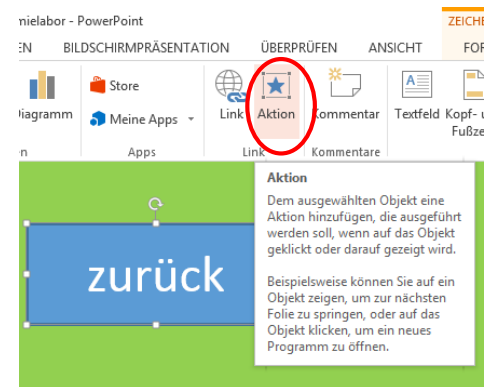 mielabor - PowerPoint
ZEICHE
EN BILDSCHIRMPRÄSENTATION ÜBERPRÜFEN ANSICHT FOR
Diagramm
Store
Meine Apps
Link
Aktion
Kommentar
Textfeld
Kopf- u
Fußze
n
Apps
Link
Kommentare
Aktion
Dem ausgewählten Objekt eine
Aktion hinzufügen, die ausgeführt
werden soll, wenn auf das Objekt
geklickt oder darauf gezeigt wird.
Beispielsweise können Sie auf ein
Objekt zeigen, um zur nächsten
Folie zu springen, oder auf das
Objekt klicken, um ein neues
Programm zu öffnen.
zurück